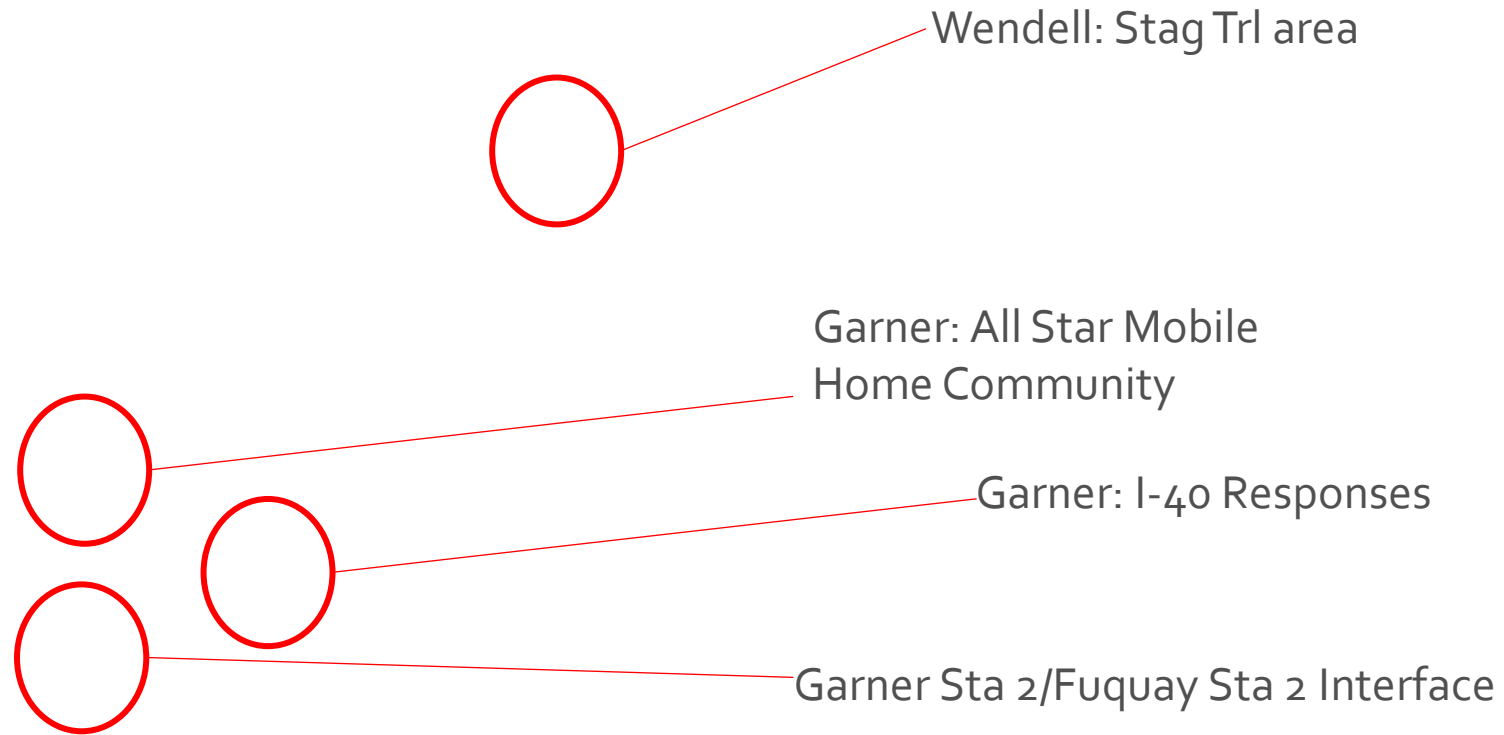 Wendell: Stag Trl area
Garner: All Star Mobile
Home Community
Garner: I-40 Responses
Garner Sta 2/Fuquay Sta 2 Interface